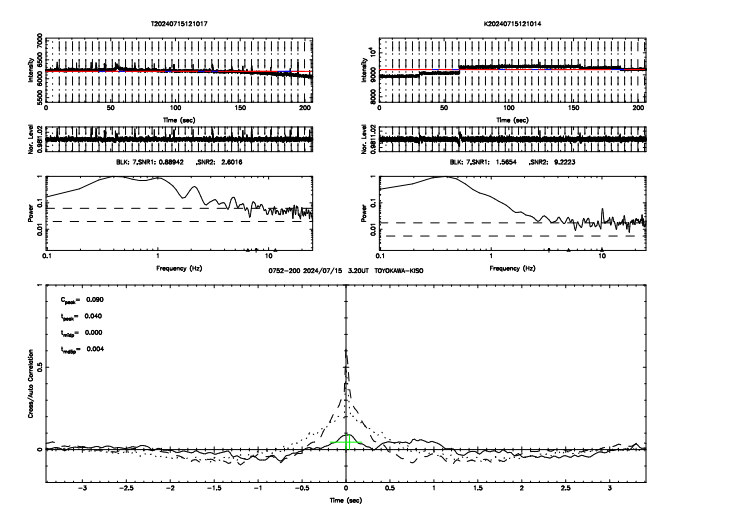 T20240715121017
K20240715121014
Intensity
5500 6000 6500 7000
0 50 100 150 200
Time (sec)
Intensity
8000 9000 10⁴
0 50 100 150 200
Time (sec)
Nor. Level
0.981.02
Nor. Level
0.9811.02
BLK: 7,SNR1: 0.88942 ,SNR2: 2.6016
BLK: 7,SNR1: 1.5654 ,SNR2: 9.2223
Power
0.01 0.1 1
0.1 1 10
Frequency (Hz)
Power
0.01 0.1 1
0.1 1 10
Frequency (Hz)
0752-200 2024/07/15 3.20UT TOYOKAWA-KISO
Cpeak= 0.090
tpeak= 0.040
tmidp= 0.000
tmdbp= 0.004
Cross/Auto Correlation
0 0.5 1
-3 -2.5 -2 -1.5 -1 -0.5 0 0.5 1 1.5 2 2.5 3
Time (sec)